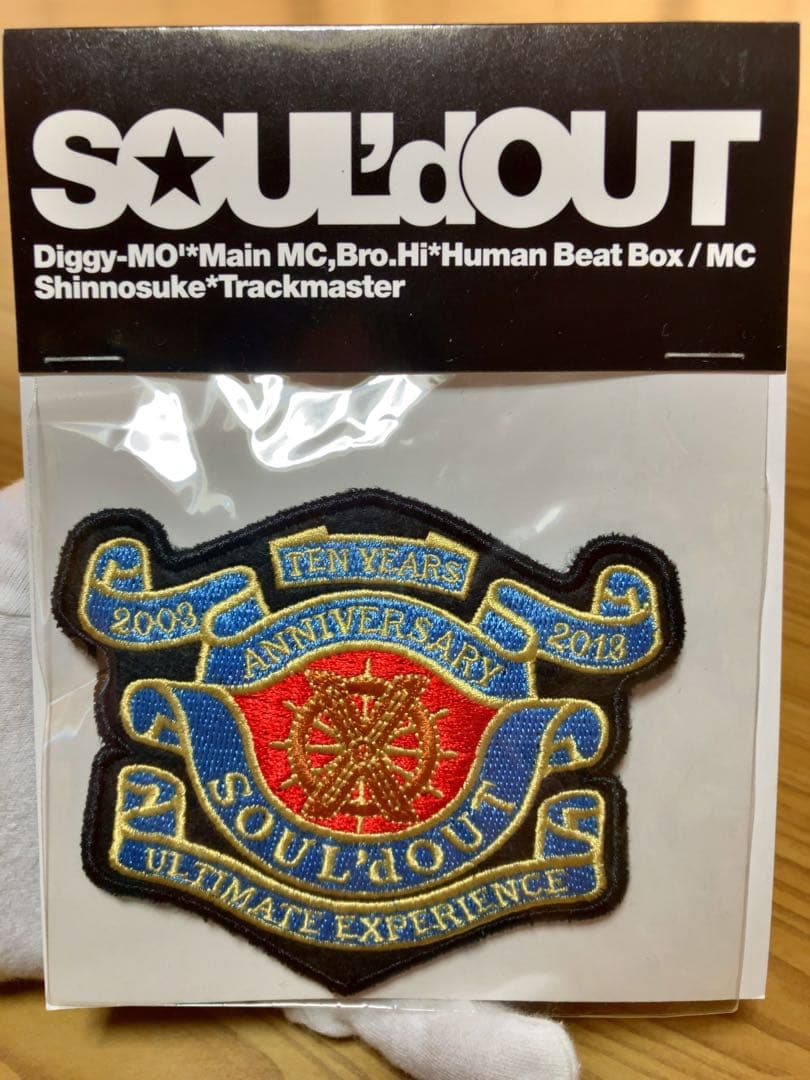 SOUL'dOUT
Diggy-MO'*Main MC,Bro.Hi*Human Beat Box / MC
Shinnosuke*Trackmaster
TEN YEARS
2003
ANNIVERSARY
2013
SOUL'dOUT
ULTIMATE EXPERIENCE